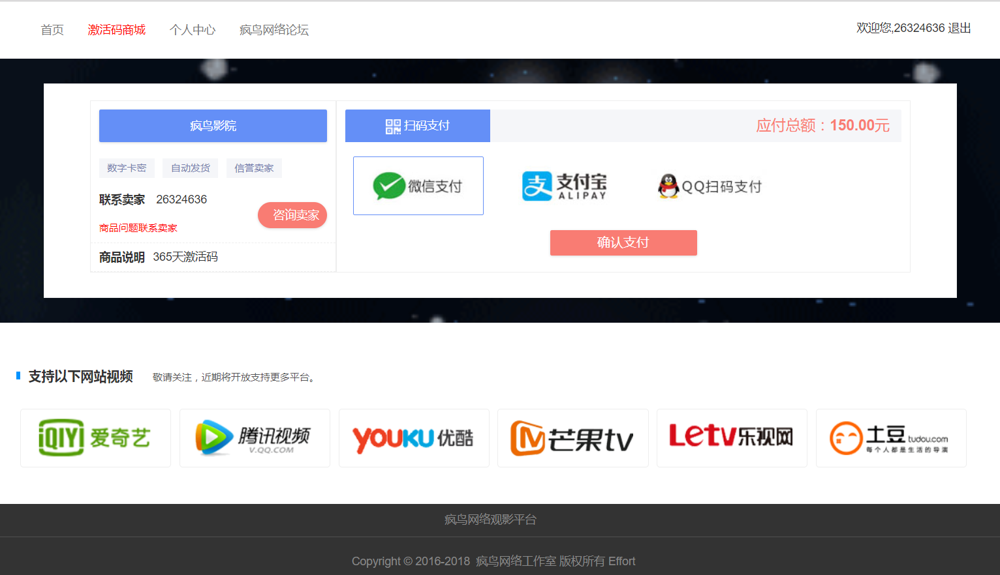 首页 激活码商城 个人中心 疯鸟网络论坛
欢迎您,26324636 退出
疯鸟影院
数字卡密 自动发货 信誉卖家
联系卖家 26324636
咨询卖家
商品问题联系卖家
商品说明 365天激活码
扫码支付
应付总额：150.00元
微信支付
支付宝
ALIPAY
QQ扫码支付
确认支付
支持以下网站视频 敬请关注，近期将开放支持更多平台。
iQIYI 爱奇艺
腾讯视频
V.QQ.COM
YOUKU 优酷
芒果tv
Letv乐视网
土豆tudou.com
每个人都是生活的导演
疯鸟网络观影平台
Copyright © 2016-2018 疯鸟网络工作室 版权所有 Effort